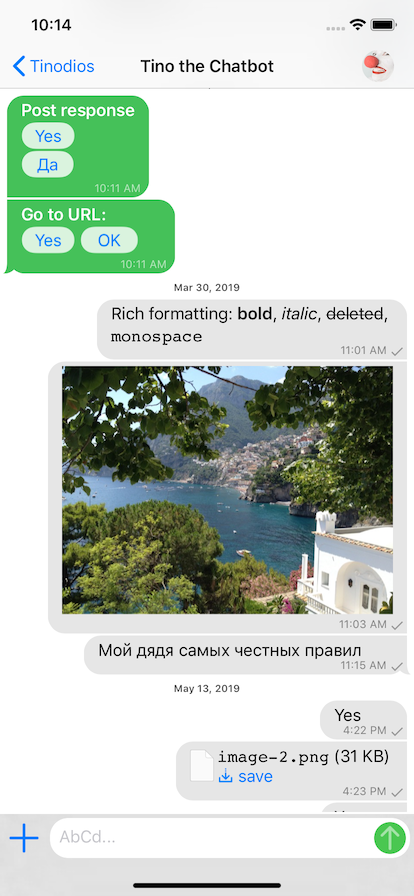 10:14
Tinodios
Tino the Chatbot
Post response
Yes
Да
10:11 AM
Go to URL:
Yes OK
10:11 AM
Mar 30, 2019
Rich formatting: bold, italic, deleted,
monospace
11:01 AM
11:03 AM
Мой дядя самых честных правил
11:15 AM
May 13, 2019
Yes
4:22 PM
image-2.png (31 KB)
save
4:23 PM
AbCd...